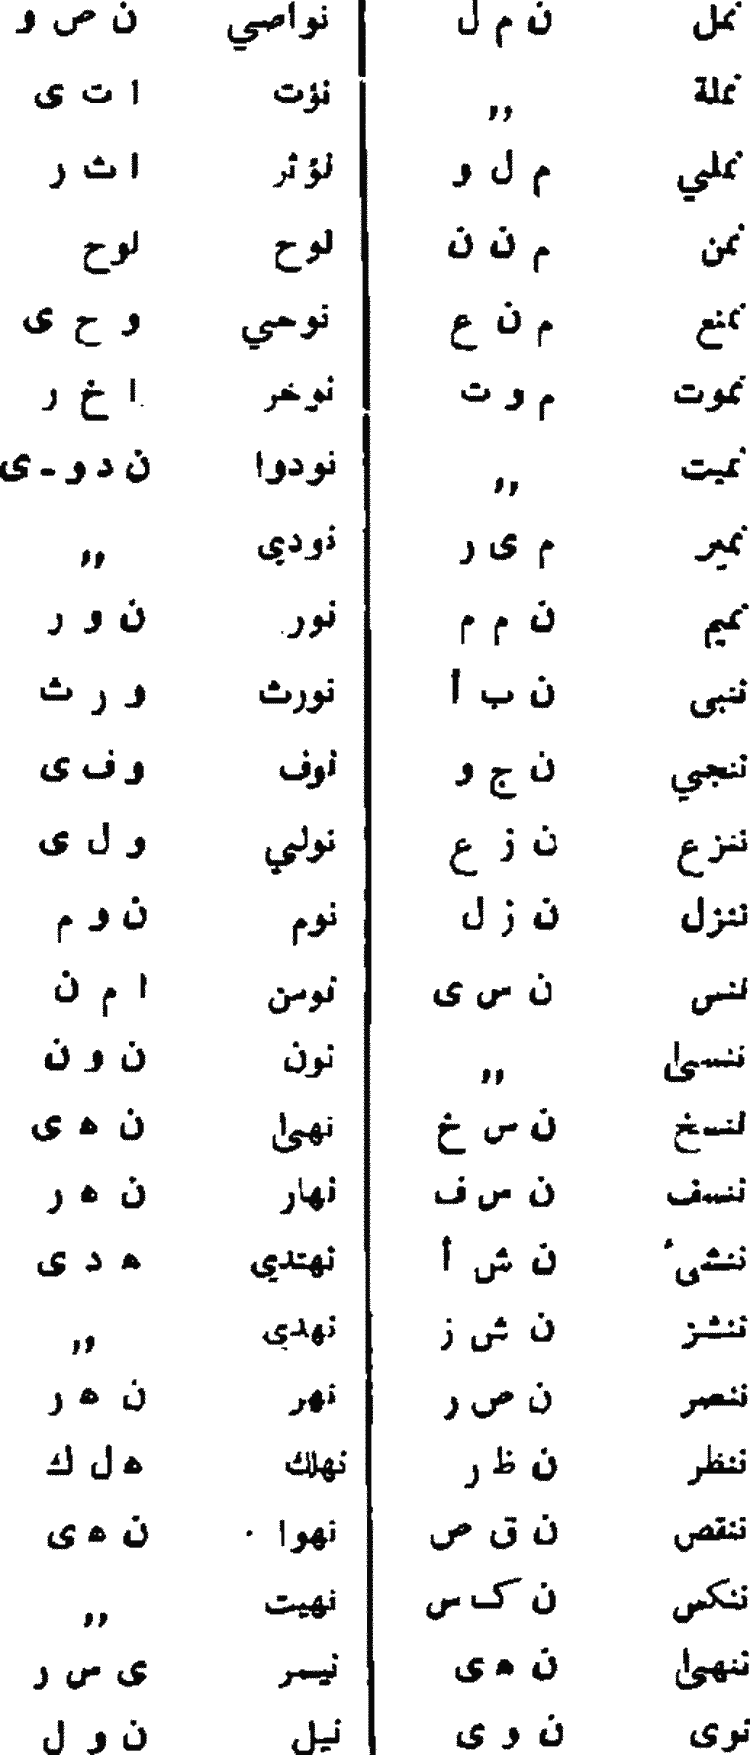 نمل ن م ل
نملة ,,
نملي م ل و
نمن م ن ن
نمنع م ن ع
نموت م و ت
نميت ,,
نمير م ى ر
نميم ن م م
ننبى ن ب أ
ننجي ن ج و
ننزع ن ز ع
ننزل ن ز ل
ننس ن س ى
ننسىٰ ,,
ننسخ ن س خ
ننسف ن س ف
ننشىٔ ن ش أ
ننشز ن ش ز
ننصر ن ص ر
ننظر ن ظ ر
ننقص ن ق ص
ننكس ن ك س
ننهىٰ ن ه ى
نوى ن و ى
نواصي ن ص و
نؤت ا ت ى
نؤثر ا ث ر
نوح لوح
نوحي و ح ى
نوخر ا خ ر
نودوا ن د و - ى
نودي ,,
نور ن و ر
نورث و ر ث
نوف و ف ى
نولي و ل ى
نوم ن و م
نومن ا م ن
نون ن و ن
نهىٰ ن ه ى
نهار ن ه ر
نهتدي ه د ى
نهدي ,,
نهر ن ه ر
نهلك ه ل ك
نهوا ن ه ى
نهيت ,,
نيسر ى س ر
نيل ن و ل